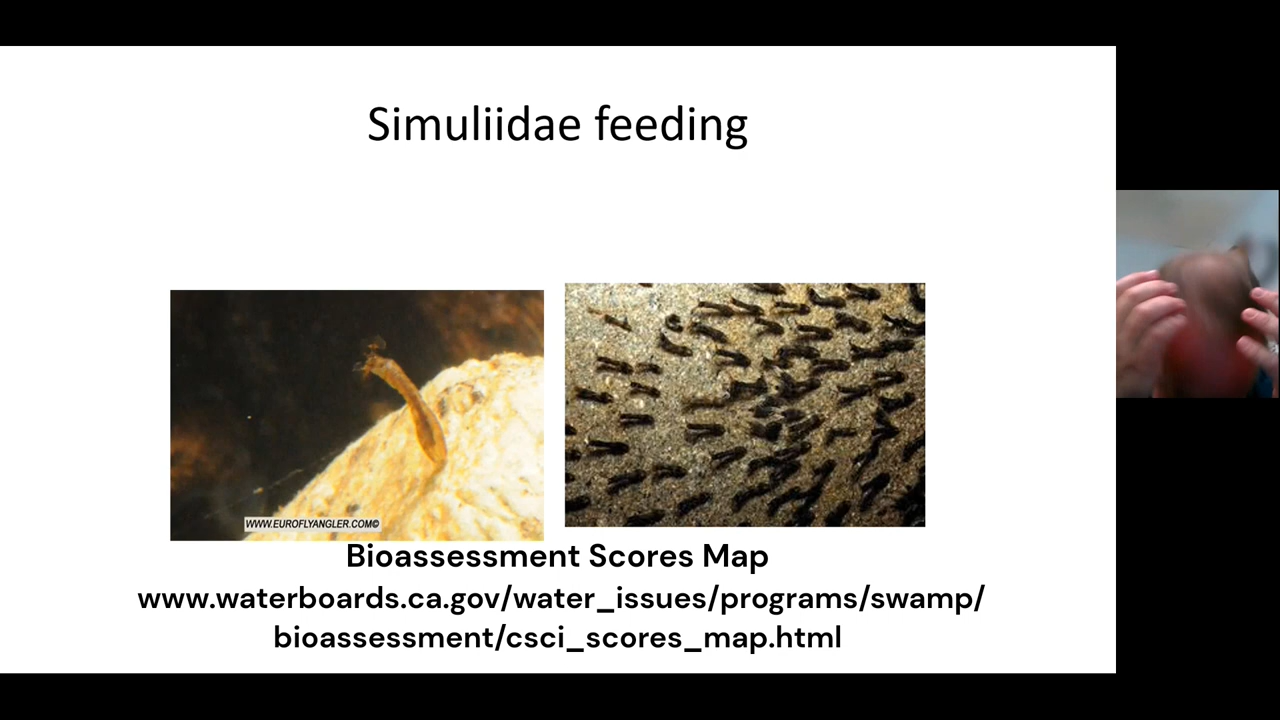 Simuliidae feeding
WWW.EUROFLYANGLER.COM©
Bioassessment Scores Map
www.waterboards.ca.gov/water_issues/programs/swamp/
bioassessment/csci_scores_map.html